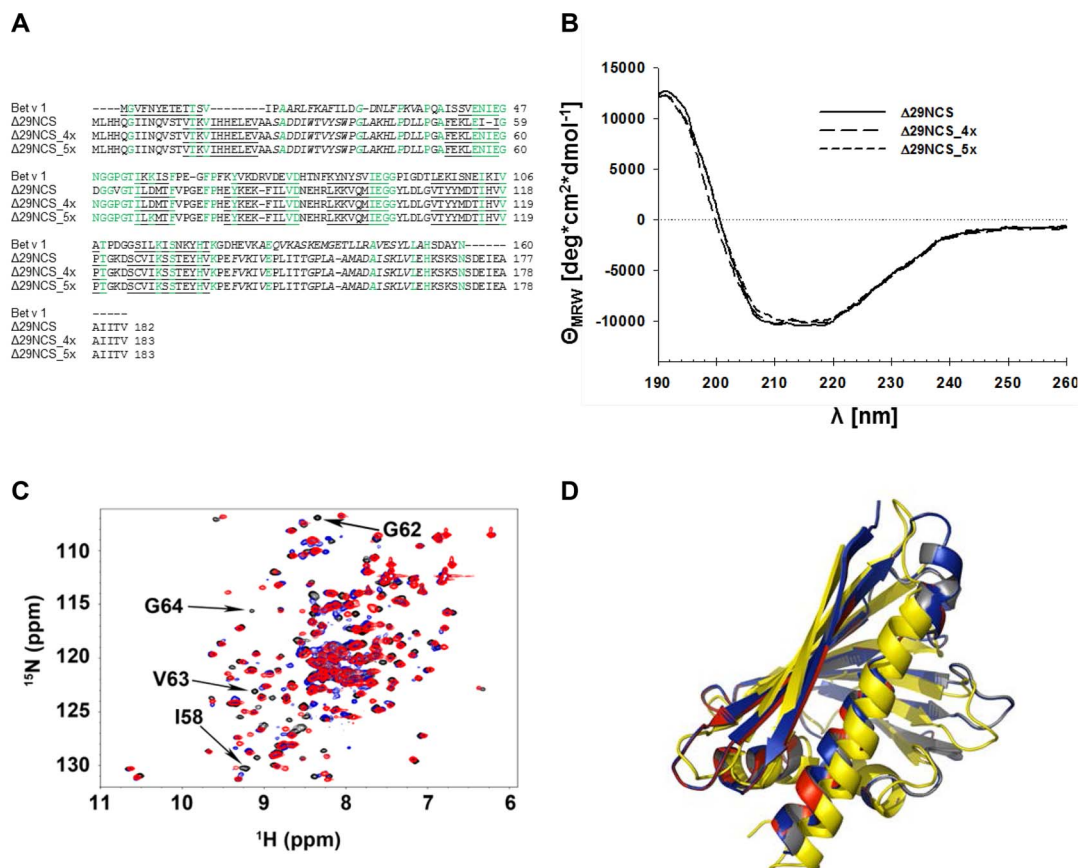 A
Bet v 1 ----MGVFNYETETTSV---------IPAARLFKAFILDG-DNLFPKVAPQAISSVENIEG 47
Δ29NCS MLHHQGIINQVSTVTKVIHHELEVAASADDIWTVYSWPGLAKHLPDLLPGAFEKLEI-IG 59
Δ29NCS_4x MLHHQGIINQVSTVTKVIHHELEVAASADDIWTVYSWPGLAKHLPDLLPGAFEKLENIEG 60
Δ29NCS_5x MLHHQGIINQVSTVTKVIHHELEVAASADDIWTVYSWPGLAKHLPDLLPGAFEKLENIEG 60
Bet v 1 NGGPGTIKKISFPE-GFPFKYVKDRVDEVDHTNFKYNYSVIEGGPIGDTLEKISNEIKIV 106
Δ29NCS DGGVGTILDMTFVPGEFPHEYKEK-FILVDNEHRLKKVQMIEGGYLDLGVTYYMDTIHVV 118
Δ29NCS_4x NGGPGTILDMTFVPGEFPHEYKEK-FILVDNEHRLKKVQMIEGGYLDLGVTYYMDTIHVV 119
Δ29NCS_5x NGGPGTILKMTFVPGEFPHEYKEK-FILVDNEHRLKKVQMIEGGYLDLGVTYYMDTIHVV 119
Bet v 1 ATPDGGSILKISNKYHTKGDHEVKAEQVKASKEMGETLLRAVESYLLAHSDAYN------ 160
Δ29NCS PTGKDSCVIKSSTEYHVKPEFVKIVEPLITTGPLA-AMADAISKLVLEHKSKSNSDEIEA 177
Δ29NCS_4x PTGKDSCVIKSSTEYHVKPEFVKIVEPLITTGPLA-AMADAISKLVLEHKSKSNSDEIEA 178
Δ29NCS_5x PTGKDSCVIKSSTEYHVKPEFVKIVEPLITTGPLA-AMADAISKLVLEHKSKSNSDEIEA 178
Bet v 1 -----
Δ29NCS AIITV 182
Δ29NCS_4x AIITV 183
Δ29NCS_5x AIITV 183
B
ΘMRW [deg*cm²*dmol-1]
15000
10000
5000
0
-5000
-10000
190 200 210 220 230 240 250 260
λ [nm]
Δ29NCS
Δ29NCS_4x
Δ29NCS_5x
C
15N (ppm)
110
115
120
125
130
G62
G64
V63
I58
11 10 9 8 7 6
1H (ppm)
D